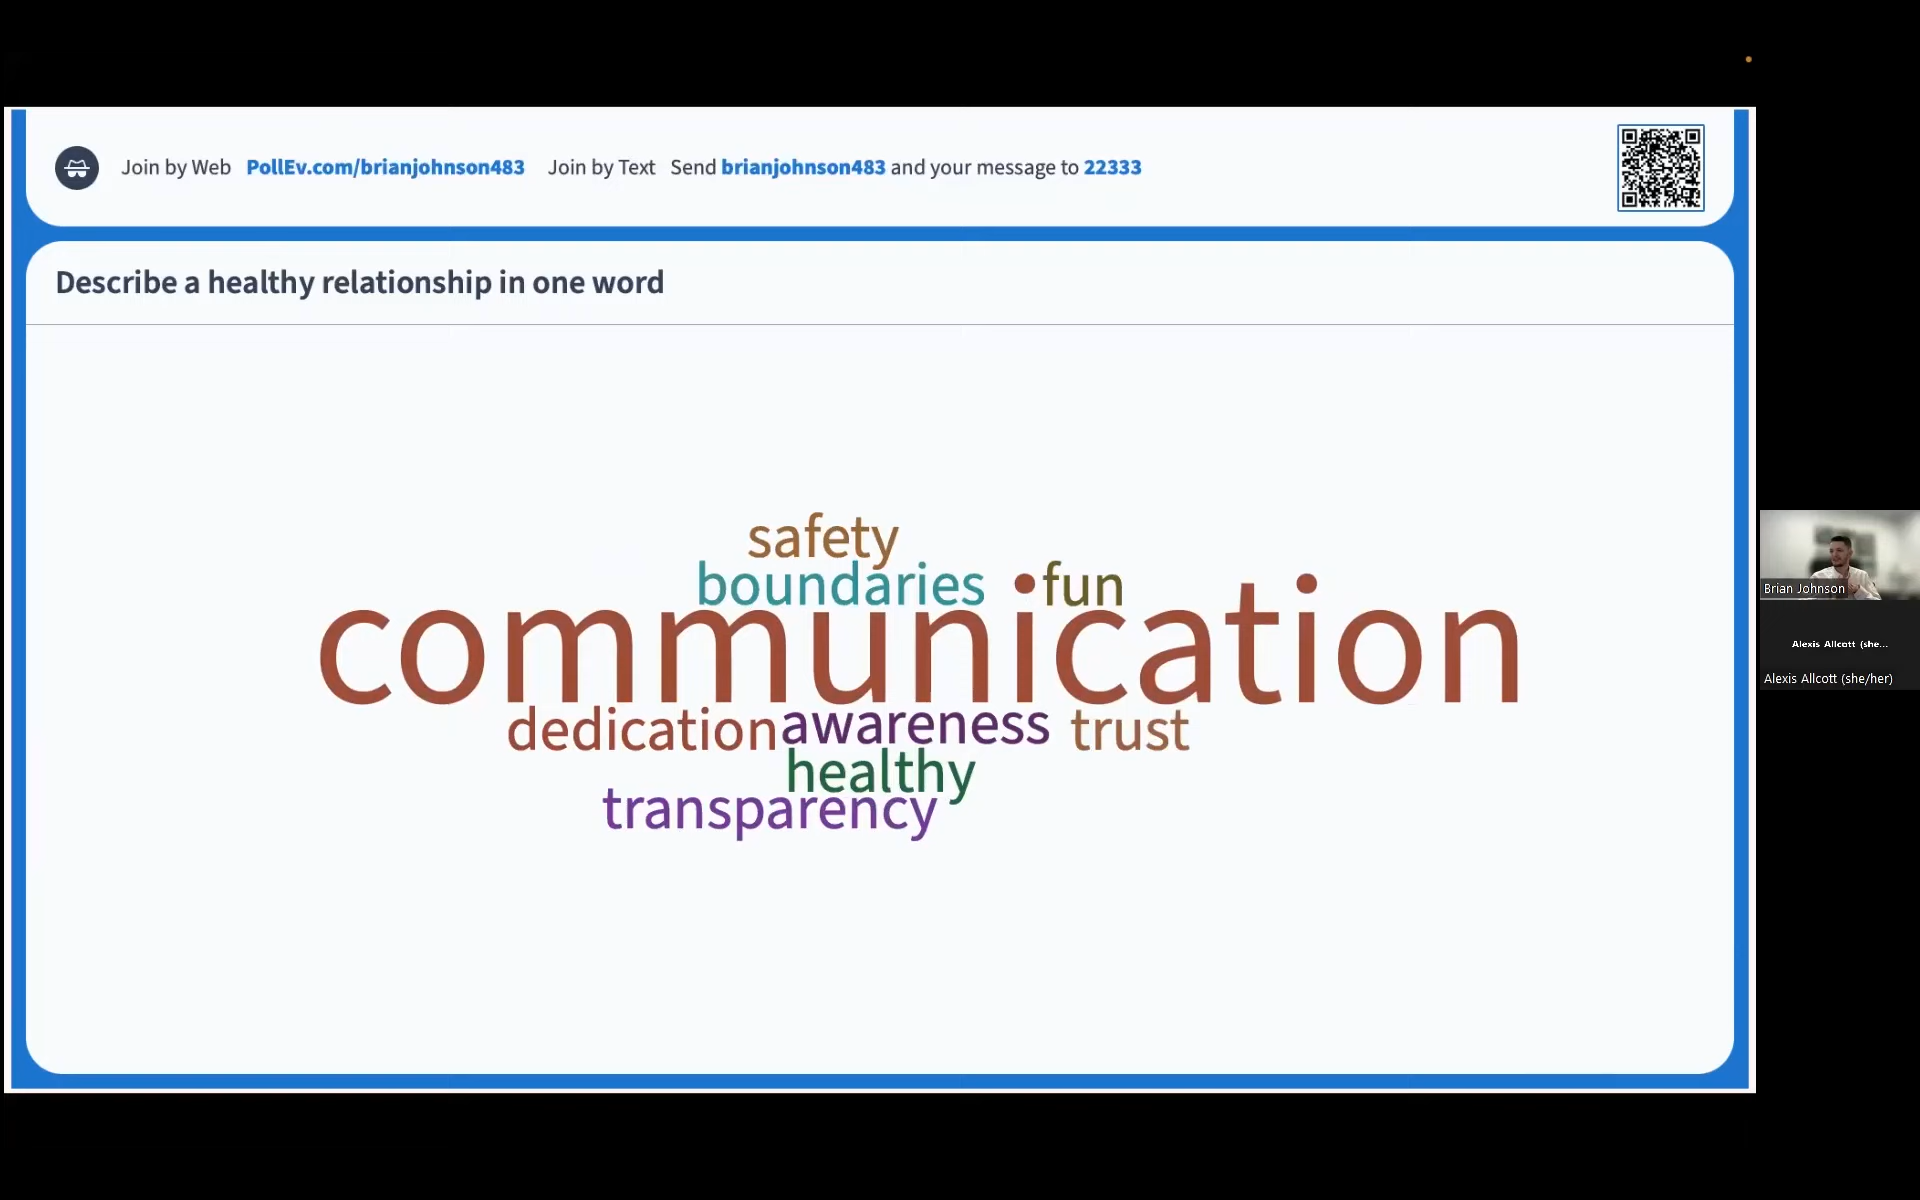 Join by Web PollEv.com/brianjohnson483 Join by Text Send brianjohnson483 and your message to 22333
Describe a healthy relationship in one word
safety
boundaries fun
communication
dedication awareness trust
healthy
transparency
Brian Johnson
Alexis Allcott (she...
Alexis Allcott (she/her)